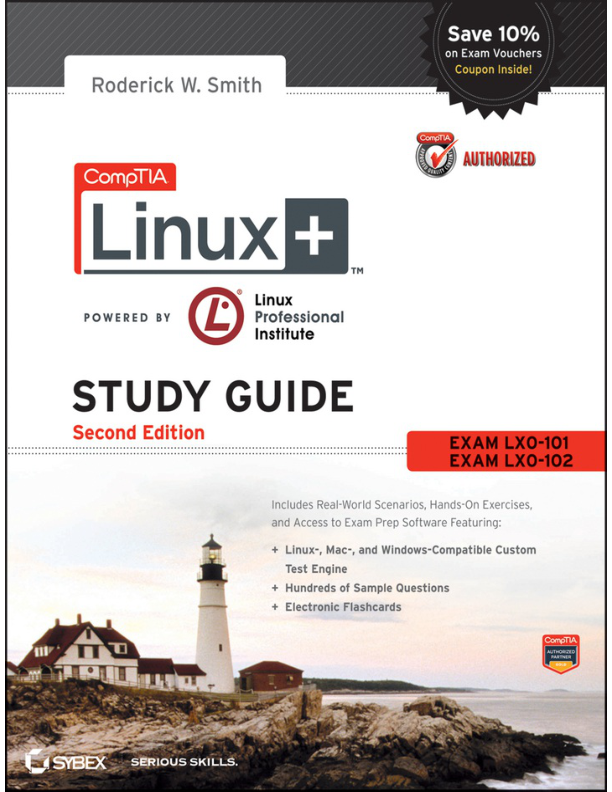 Save 10%
on Exam Vouchers
Coupon Inside!
Roderick W. Smith
CompTIA
AUTHORIZED
CompTIA
Linux+
TM
POWERED BY
Linux
Professional
Institute
STUDY GUIDE
Second Edition
EXAM LX0-101
EXAM LX0-102
Includes Real-World Scenarios, Hands-On Exercises,
and Access to Exam Prep Software Featuring:
+ Linux-, Mac-, and Windows-Compatible Custom
Test Engine
+ Hundreds of Sample Questions
+ Electronic Flashcards
CompTIA
AUTHORIZED
PARTNER
SYBEX
SERIOUS SKILLS.